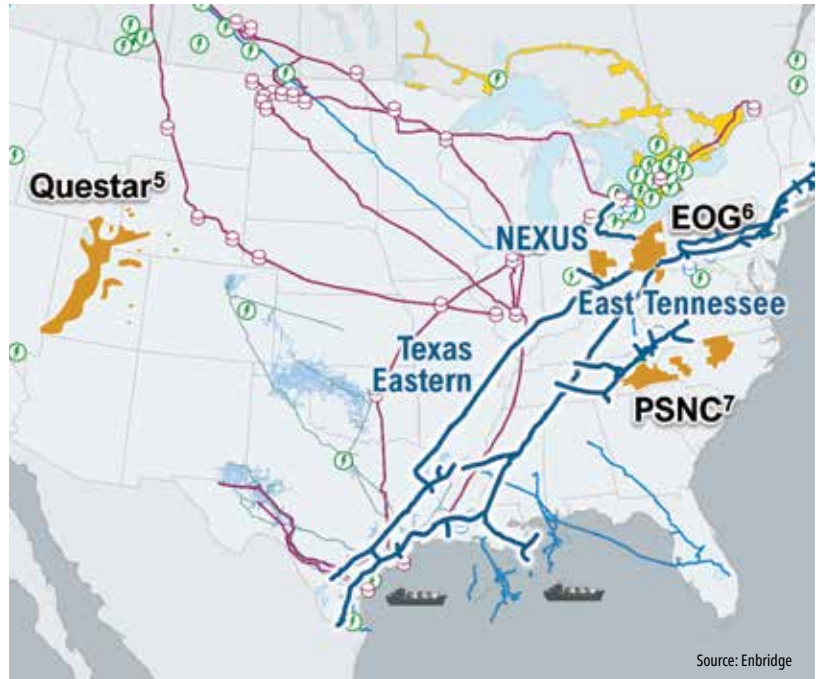 Questar5
EOG6
NEXUS
East Tennessee
Texas
Eastern
PSNC7
Source: Enbridge